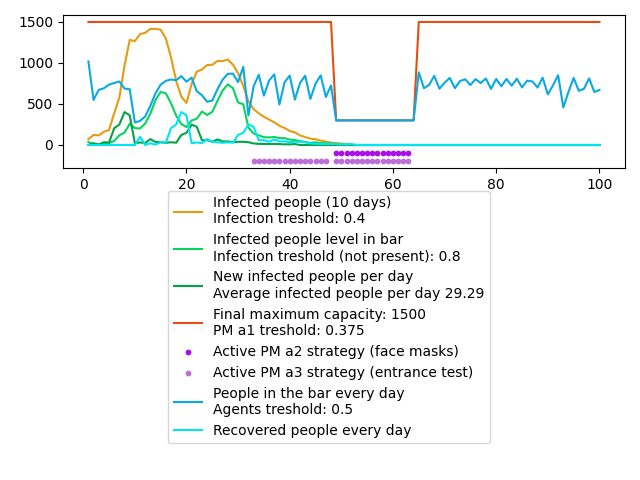 1500
1000
500
0
0
20
40
60
80
100
Infected people (10 days)
Infection treshold: 0.4
Infected people level in bar
Infection treshold (not present): 0.8
New infected people per day
Average infected people per day 29.29
Final maximum capacity: 1500
PM a1 treshold: 0.375
Active PM a2 strategy (face masks)
Active PM a3 strategy (entrance test)
People in the bar every day
Agents treshold: 0.5
Recovered people every day